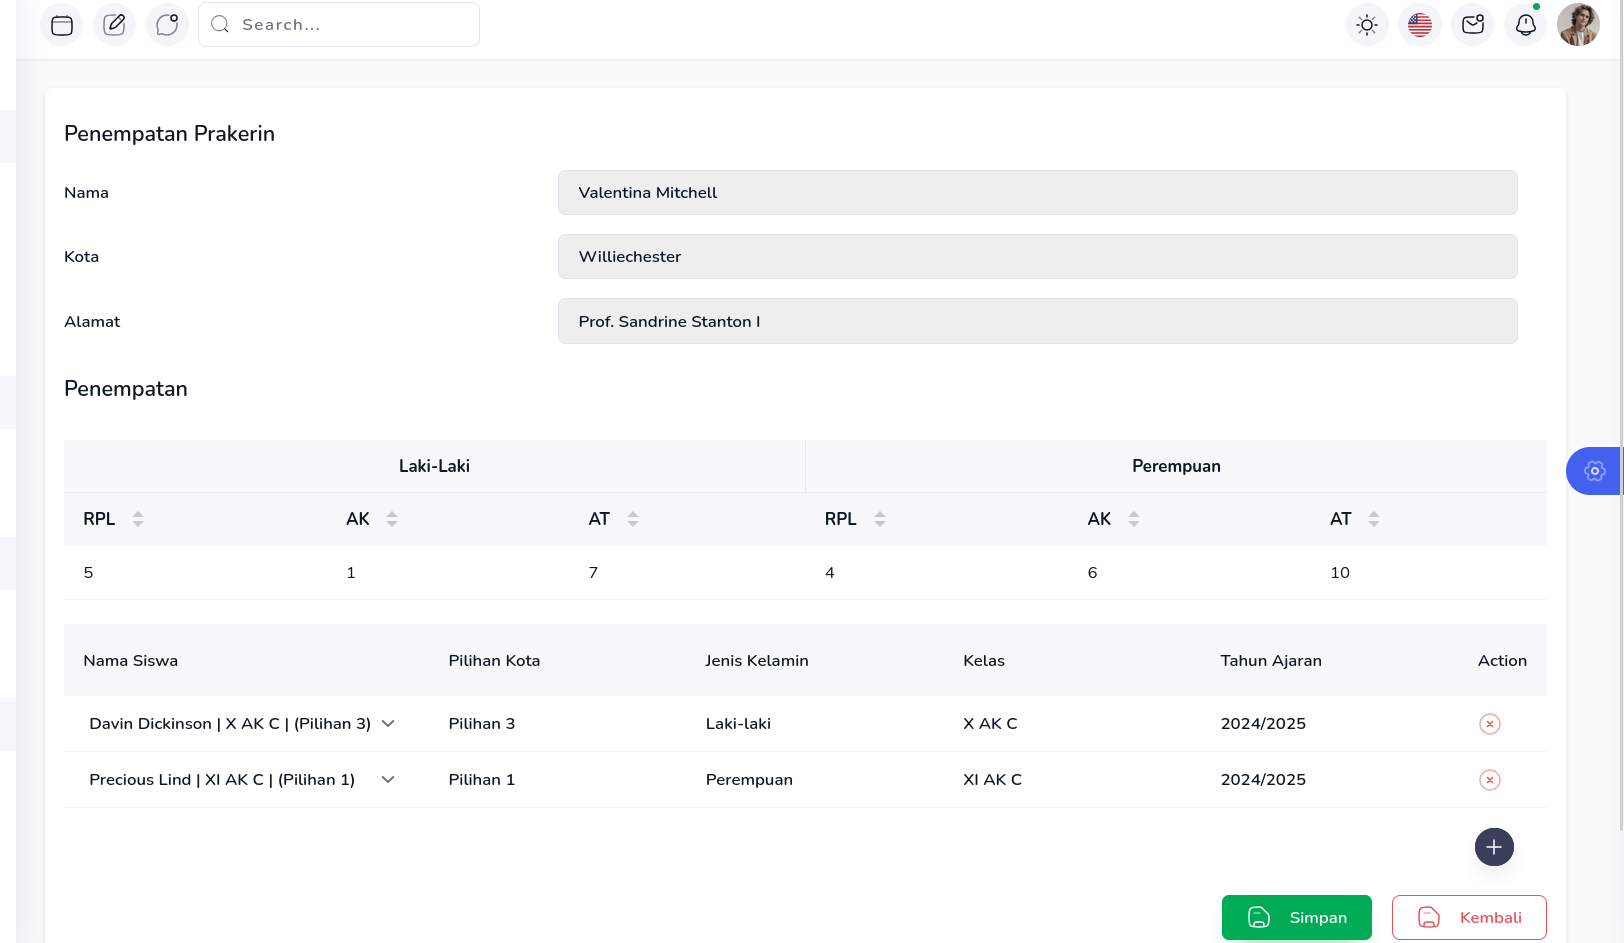 Search...
Penempatan Prakerin
Nama Valentina Mitchell
Kota Williechester
Alamat Prof. Sandrine Stanton I
Penempatan
Laki-Laki Perempuan
RPL AK AT RPL AK AT
5 1 7 4 6 10
Nama Siswa Pilihan Kota Jenis Kelamin Kelas Tahun Ajaran Action
Davin Dickinson | X AK C | (Pilihan 3) Pilihan 3 Laki-laki X AK C 2024/2025
Precious Lind | XI AK C | (Pilihan 1) Pilihan 1 Perempuan XI AK C 2024/2025
Simpan Kembali